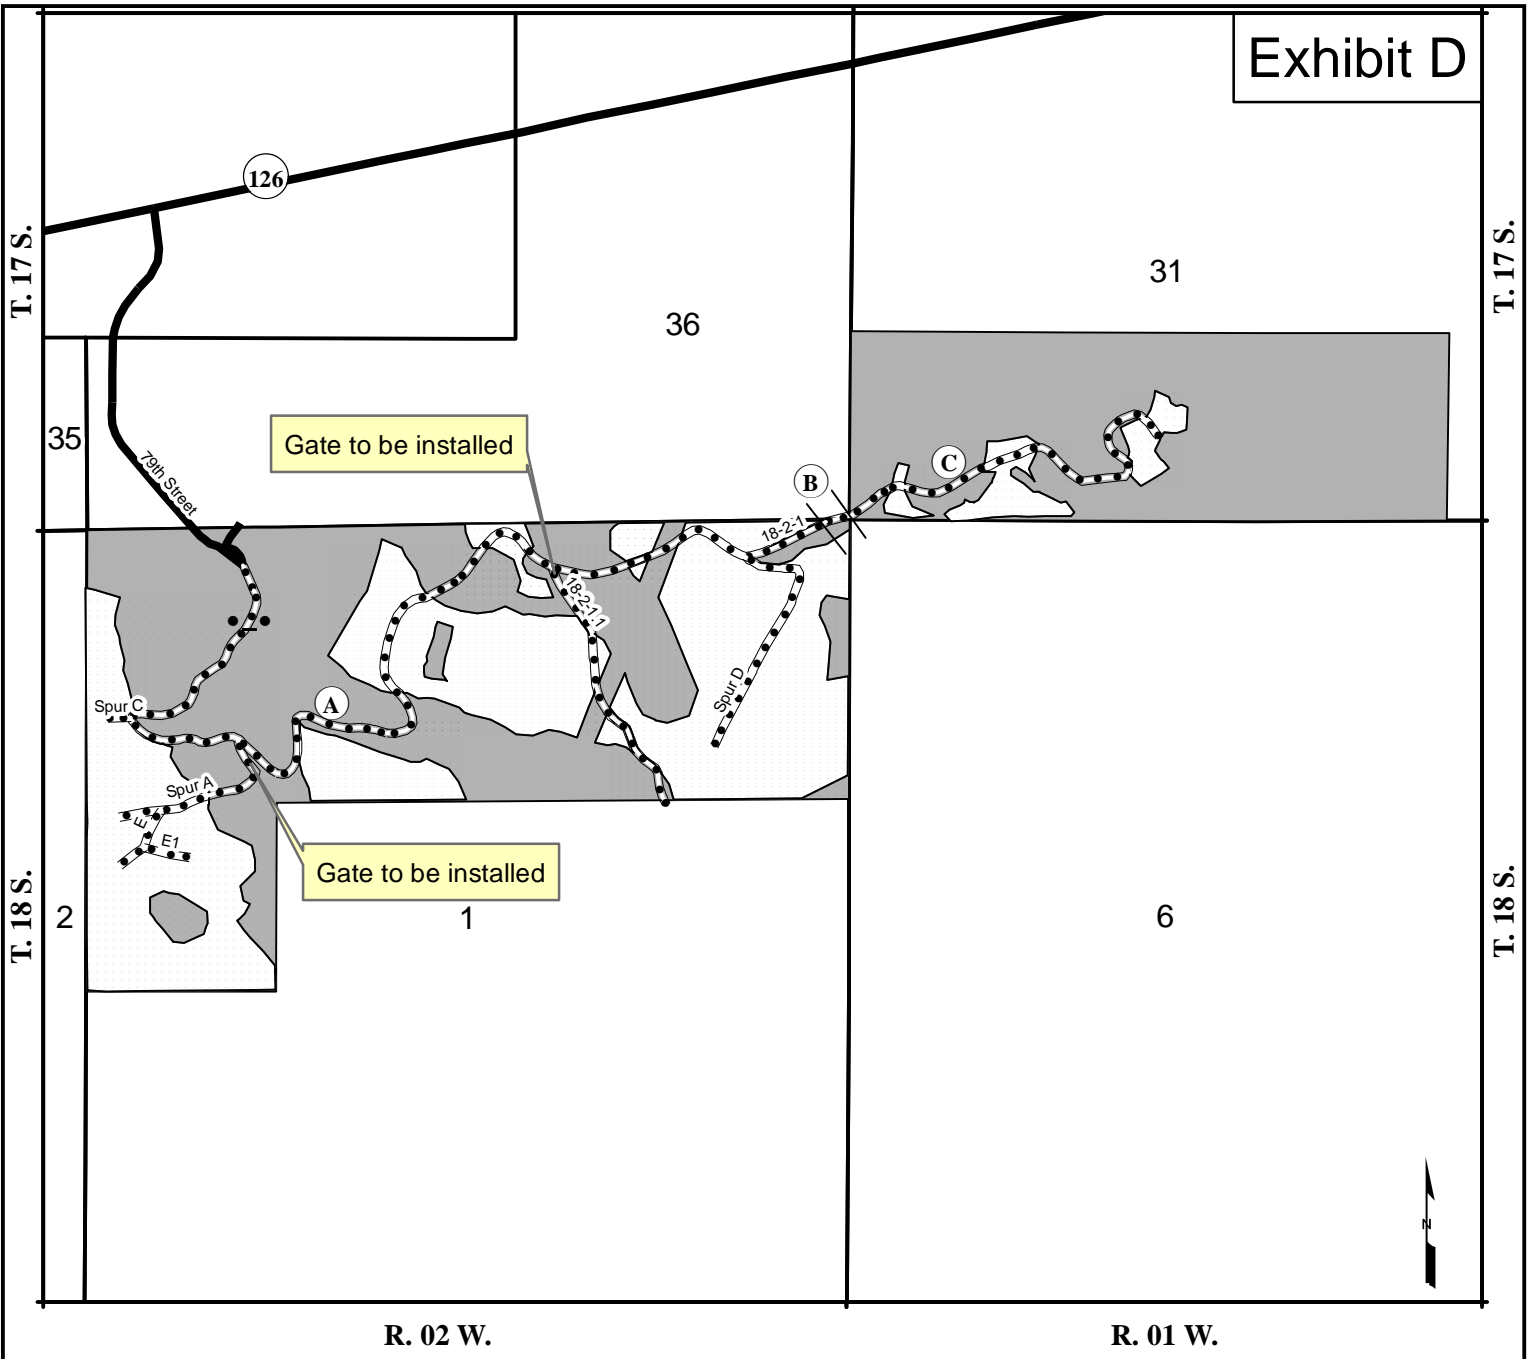 Exhibit D
126
T. 17 S.
T. 17 S.
31
36
35
Gate to be installed
79th Street
C
B
18-2-1
18-2-1.1
Spur D
Spur C
A
Spur A
E
E1
Gate to be installed
T. 18 S.
T. 18 S.
2
1
6
N
R. 02 W.
R. 01 W.